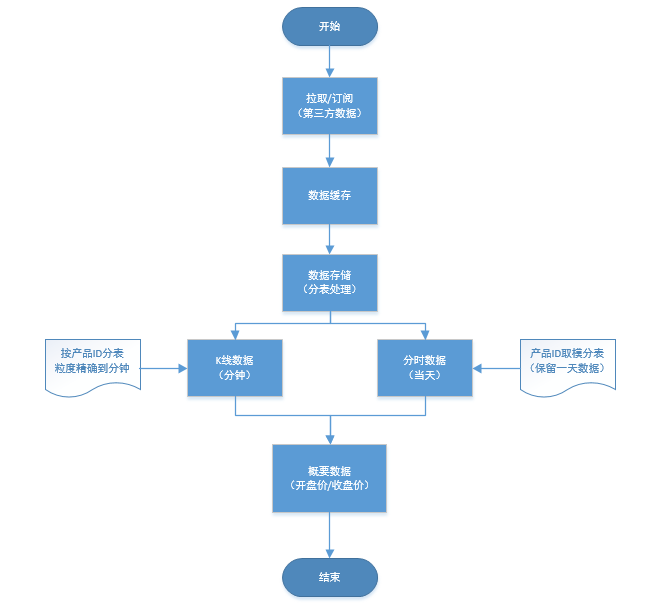 开始
拉取/订阅
（第三方数据）
数据缓存
数据存储
（分表处理）
按产品ID分表
粒度精确到分钟
K线数据
（分钟）
分时数据
（当天）
产品ID取模分表
（保留一天数据）
概要数据
（开盘价/收盘价）
结束